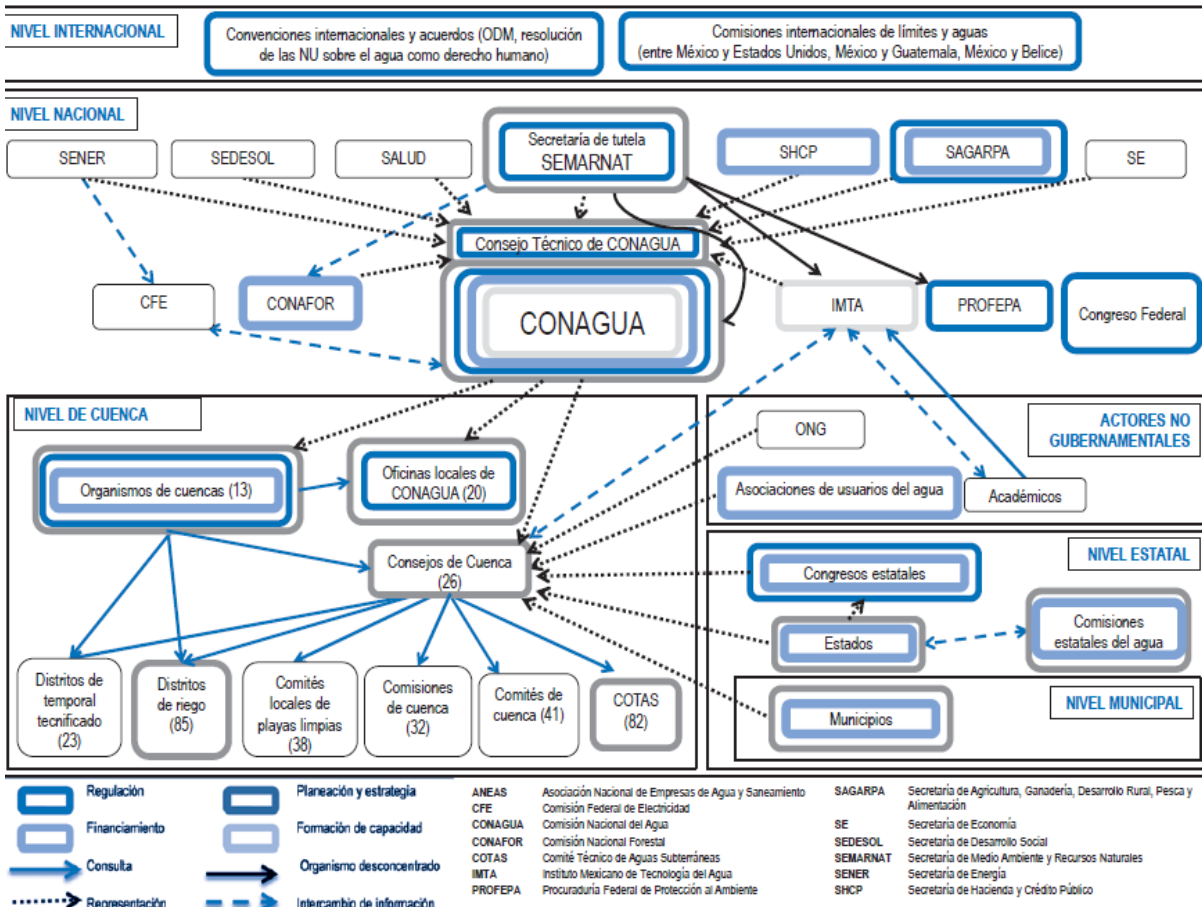 NIVEL INTERNACIONAL
Convenciones internacionales y acuerdos (ODM, resolución
de las NU sobre el agua como derecho humano)
Comisiones internacionales de límites y aguas
(entre México y Estados Unidos, México y Guatemala, México y Belice)
NIVEL NACIONAL
SENER
SEDESOL
SALUD
Secretaría de tutela
SEMARNAT
SHCP
SAGARPA
SE
Consejo Técnico de CONAGUA
CFE
CONAFOR
CONAGUA
IMTA
PROFEPA
Congreso Federal
NIVEL DE CUENCA
Organismos de cuencas (13)
Oficinas locales de
CONAGUA (20)
Consejos de Cuenca
(26)
Distritos de
temporal
tecnificado
(23)
Distritos
de riego
(85)
Comités
locales de
playas limpias
(38)
Comisiones
de cuenca
(32)
Comités de
cuenca (41)
COTAS
(82)
ACTORES NO
GUBERNAMENTALES
ONG
Asociaciones de usuarios del agua
Académicos
NIVEL ESTATAL
Congresos estatales
Estados
Comisiones
estatales del agua
NIVEL MUNICIPAL
Municipios
Regulación
Planeación y estrategia
Financiamiento
Formación de capacidad
Consulta
Organismo desconcentrado
Representación
Intercambio de información
ANEAS Asociación Nacional de Empresas de Agua y Saneamiento
CFE Comisión Federal de Electricidad
CONAGUA Comisión Nacional del Agua
CONAFOR Comisión Nacional Forestal
COTAS Comité Técnico de Aguas Subterráneas
IMTA Instituto Mexicano de Tecnología del Agua
PROFEPA Procuraduría Federal de Protección al Ambiente
SAGARPA Secretaría de Agricultura, Ganadería, Desarrollo Rural, Pesca y
Alimentación
SE Secretaría de Economía
SEDESOL Secretaría de Desarrollo Social
SEMARNAT Secretaría de Medio Ambiente y Recursos Naturales
SENER Secretaría de Energía
SHCP Secretaría de Hacienda y Crédito Público